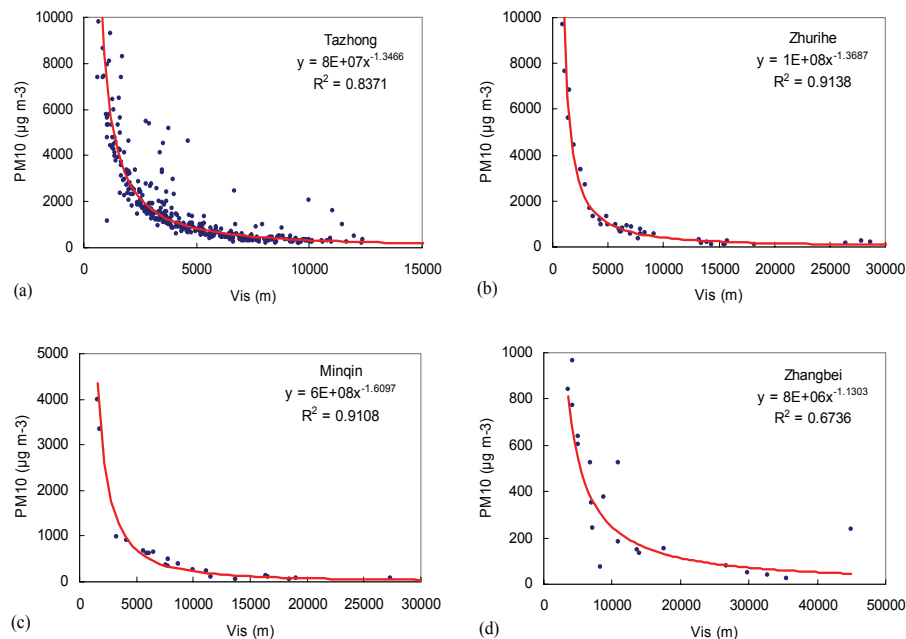 10000
8000
6000
4000
2000
0
PM10 (µg m-3)
Tazhong
y = 8E+07x-1.3466
R2 = 0.8371
0 5000 10000 15000
Vis (m)
(a)
10000
8000
6000
4000
2000
0
PM10 (µg m-3)
Zhurihe
y = 1E+08x-1.3687
R2 = 0.9138
0 5000 10000 15000 20000 25000 30000
Vis (m)
(b)
5000
4000
3000
2000
1000
0
PM10 (µg m-3)
Minqin
y = 6E+08x-1.6097
R2 = 0.9108
0 5000 10000 15000 20000 25000 30000
Vis (m)
(c)
1000
800
600
400
200
0
PM10 (µg m-3)
Zhangbei
y = 8E+06x-1.1303
R2 = 0.6736
0 10000 20000 30000 40000 50000
Vis (m)
(d)